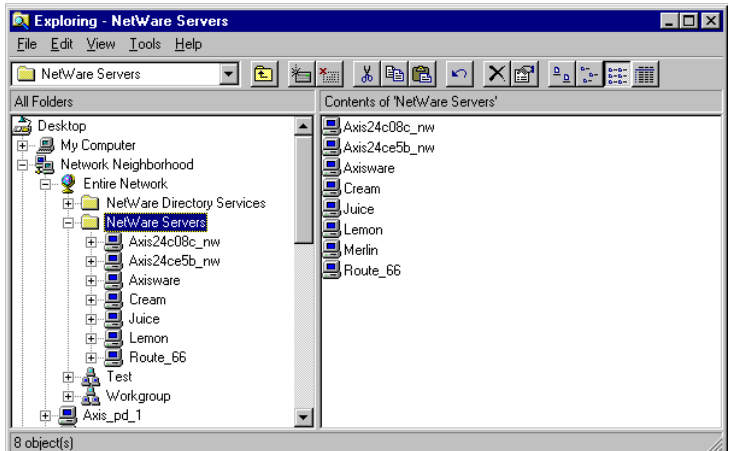 Exploring - NetWare Servers
File Edit View Tools Help
NetWare Servers
All Folders
Contents of 'NetWare Servers'
Desktop
My Computer
Network Neighborhood
Entire Network
NetWare Directory Services
NetWare Servers
Axis24c08c_nw
Axis24ce5b_nw
Axisware
Cream
Juice
Lemon
Route_66
Test
Workgroup
Axis_pd_1
Axis24c08c_nw
Axis24ce5b_nw
Axisware
Cream
Juice
Lemon
Merlin
Route_66
8 object(s)